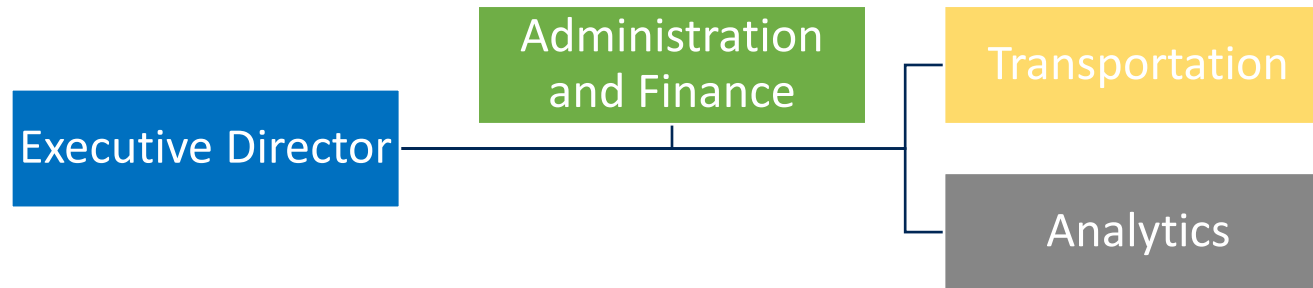 Executive Director
Administration
and Finance
Transportation
Analytics